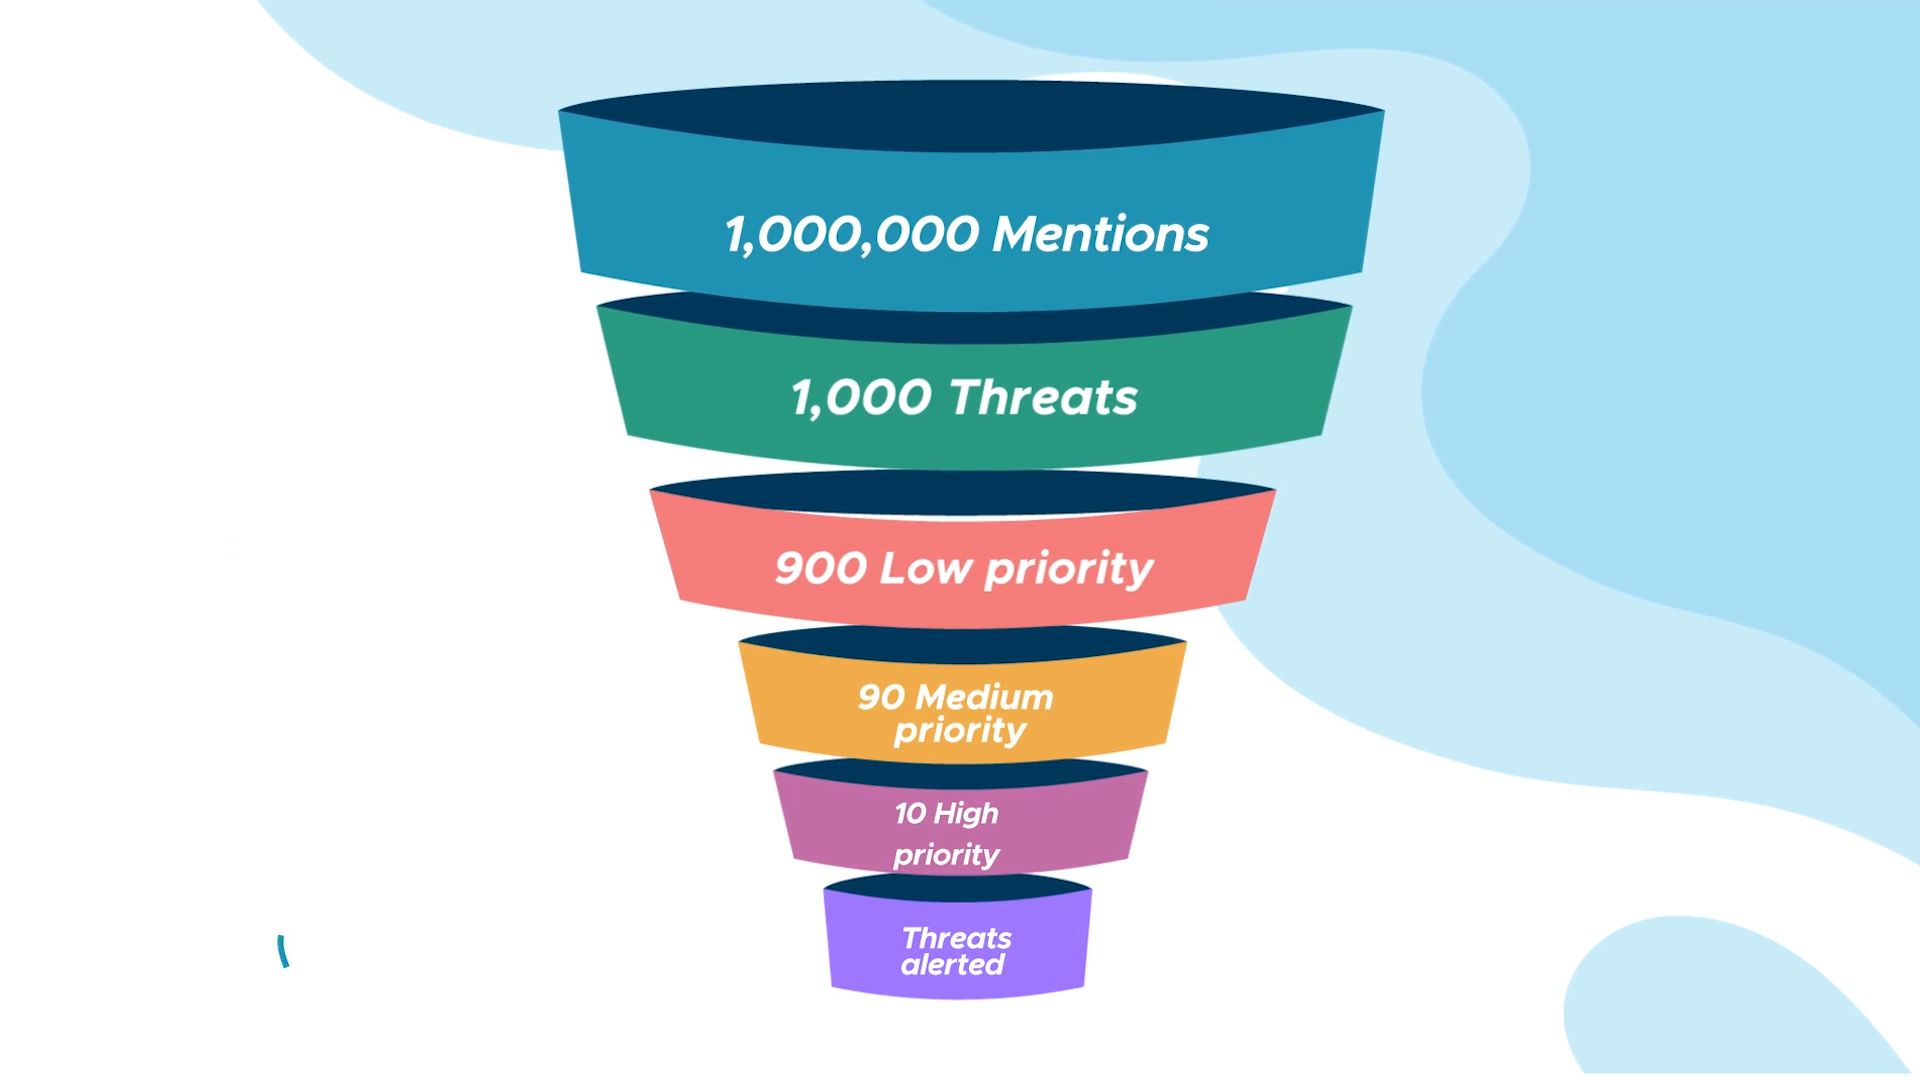 1,000,000 Mentions
1,000 Threats
900 Low priority
90 Medium
priority
10 High
priority
Threats
alerted